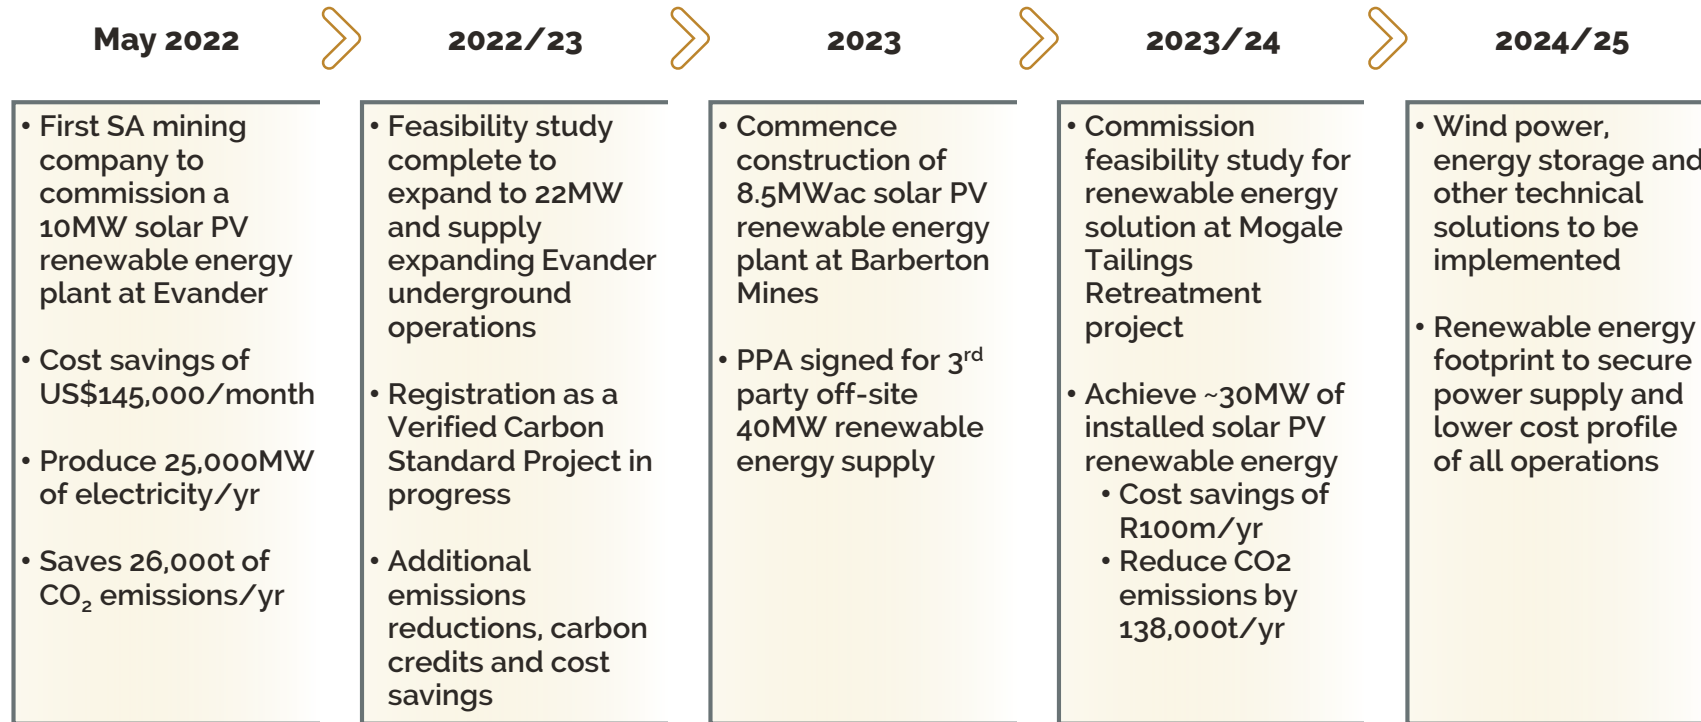 May 2022
• First SA mining
company to
commission a
10MW solar PV
renewable energy
plant at Evander
• Cost savings of
US$145,000/month
• Produce 25,000MW
of electricity/yr
• Saves 26,000t of
CO₂ emissions/yr
2022/23
• Feasibility study
complete to
expand to 22MW
and supply
expanding Evander
underground
operations
• Registration as a
Verified Carbon
Standard Project in
progress
• Additional
emissions
reductions, carbon
credits and cost
savings
2023
• Commence
construction of
8.5MWac solar PV
renewable energy
plant at Barberton
Mines
• PPA signed for 3rd
party off-site
40MW renewable
energy supply
2023/24
• Commission
feasibility study for
renewable energy
solution at Mogale
Tailings
Retreatment
project
• Achieve ~30MW of
installed solar PV
renewable energy
• Cost savings of
R100m/yr
• Reduce CO2
emissions by
138,000t/yr
2024/25
• Wind power,
energy storage and
other technical
solutions to be
implemented
• Renewable energy
footprint to secure
power supply and
lower cost profile
of all operations